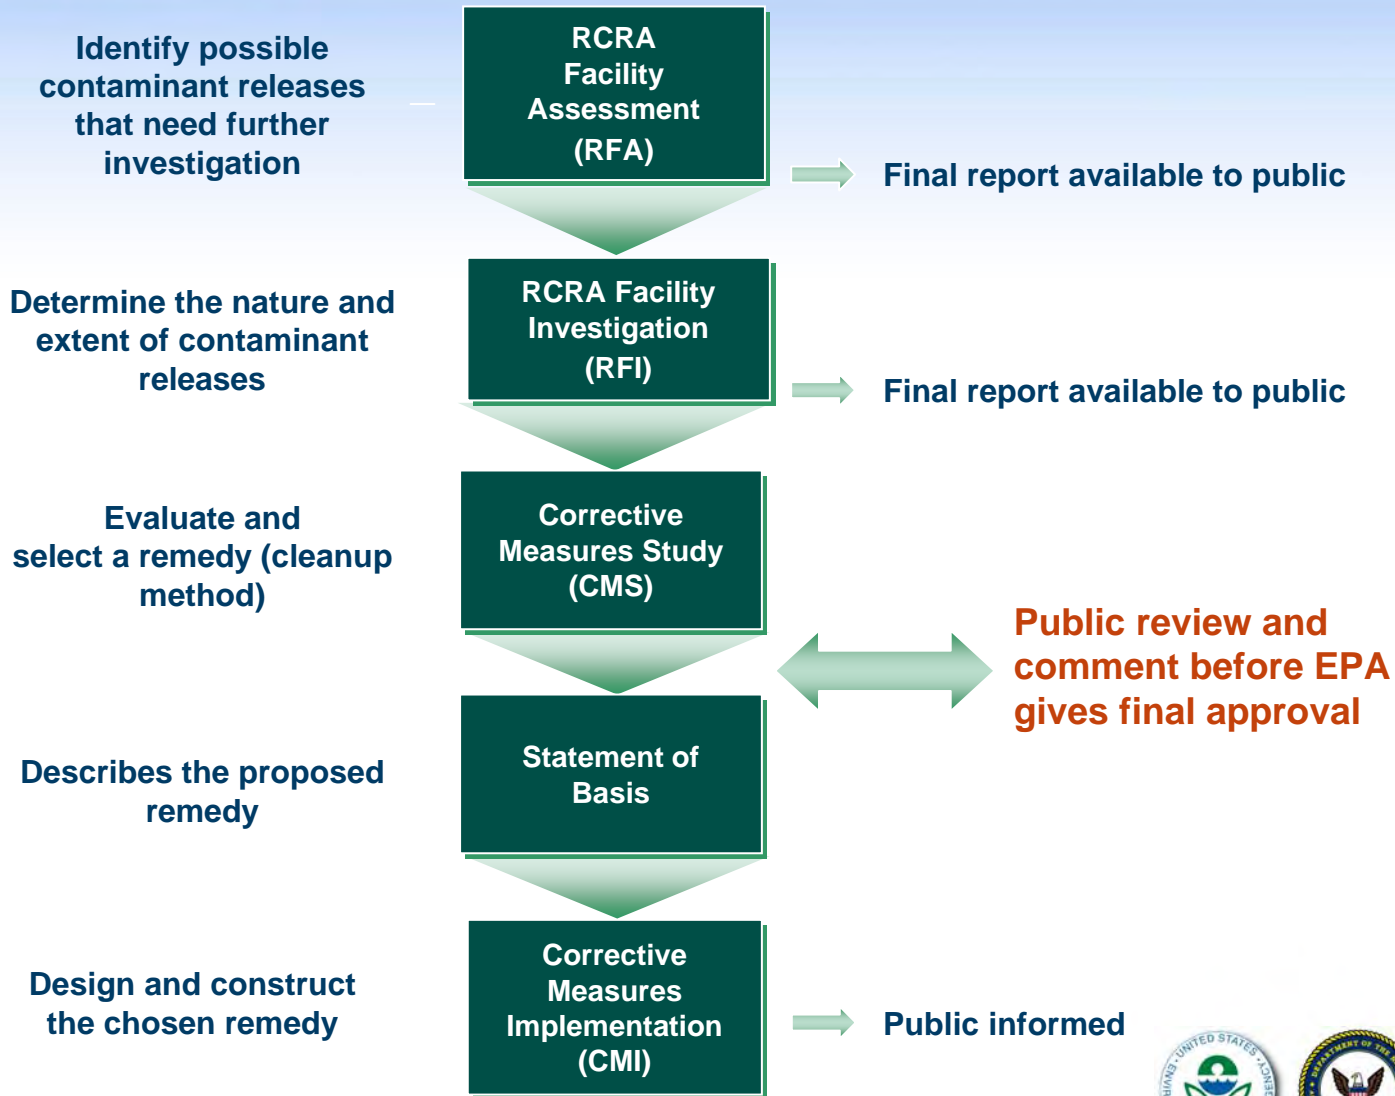 Identify possible
contaminant releases
that need further
investigation
RCRA
Facility
Assessment
(RFA)
Final report available to public
Determine the nature and
extent of contaminant
releases
RCRA Facility
Investigation
(RFI)
Final report available to public
Evaluate and
select a remedy (cleanup
method)
Corrective
Measures Study
(CMS)
Public review and
comment before EPA
gives final approval
Describes the proposed
remedy
Statement of
Basis
Design and construct
the chosen remedy
Corrective
Measures
Implementation
(CMI)
Public informed
UNITED STATES
DEPARTMENT OF THE